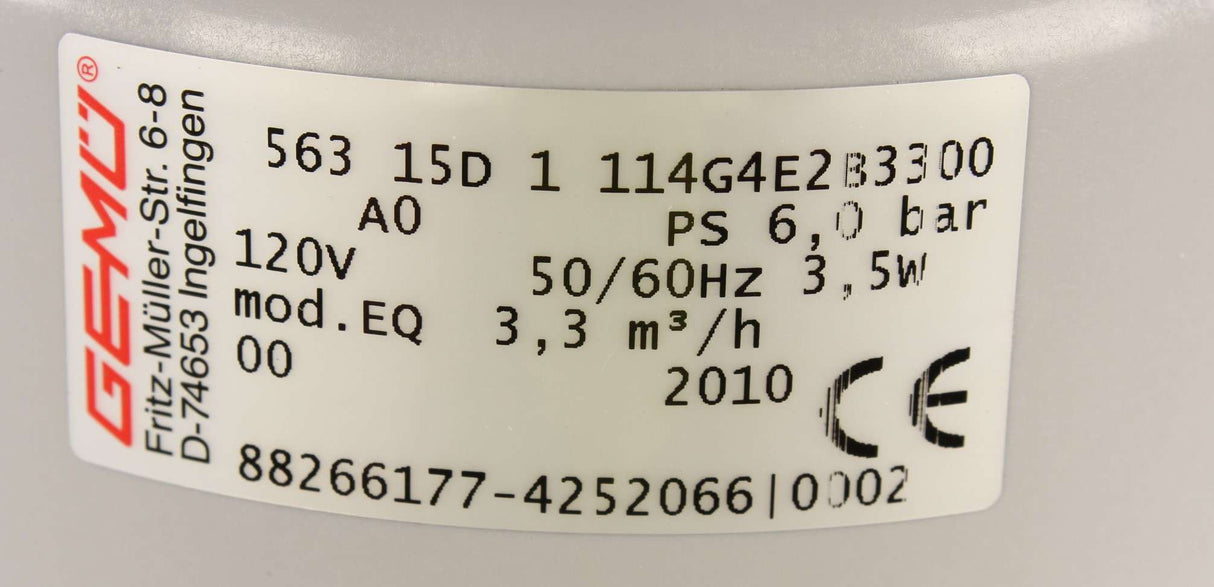 GEMÜ®
Fritz-Müller-Str. 6-8
D-74653 Ingelfingen
563 15D 1 114G4E2B3300
A0 PS 6,0 bar
120V 50/60Hz 3,5W
mod.EQ 3,3 m³/h
00 2010 CE
88266177-4252066|0002